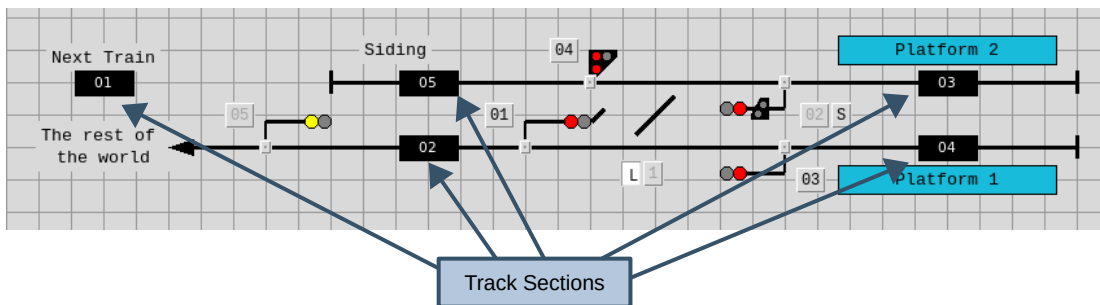 Next Train
Siding
04
Platform 2
01
05
03
05
01
02
S
The rest of
the world
02
04
L
1
03
Platform 1
Track Sections